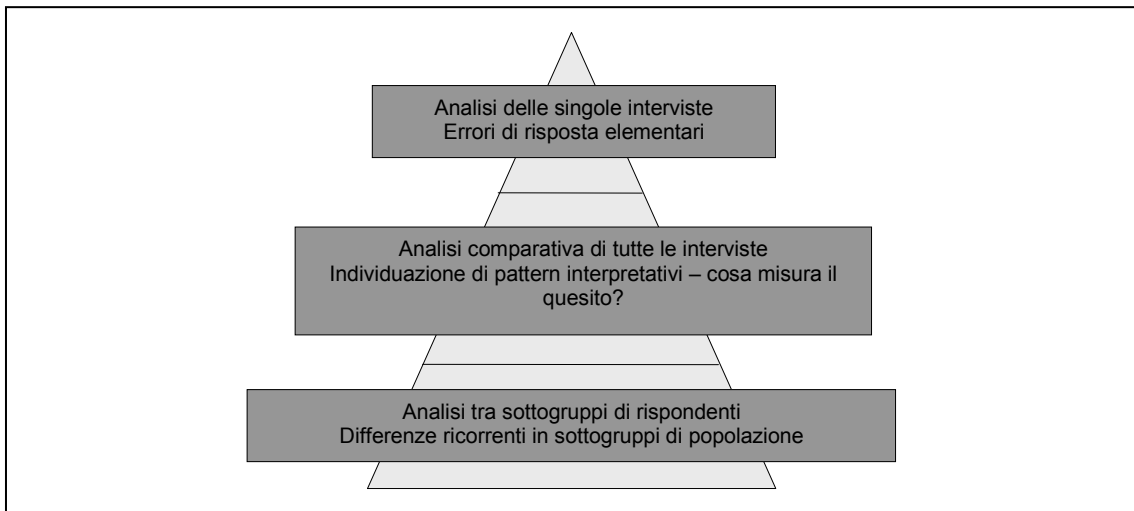 Analisi delle singole interviste
Errori di risposta elementari
Analisi comparativa di tutte le interviste
Individuazione di pattern interpretativi – cosa misura il
quesito?
Analisi tra sottogruppi di rispondenti
Differenze ricorrenti in sottogruppi di popolazione